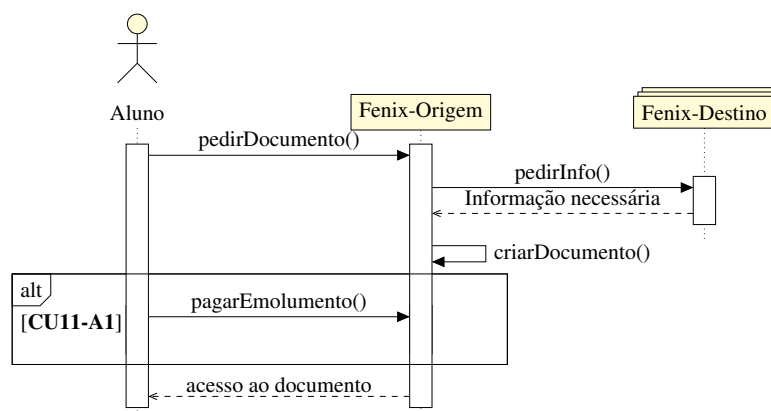 Aluno
Fenix-Origem
Fenix-Destino
pedirDocumento()
pedirInfo()
Informação necessária
criarDocumento()
alt
[CU11-A1]
pagarEmolumento()
acesso ao documento